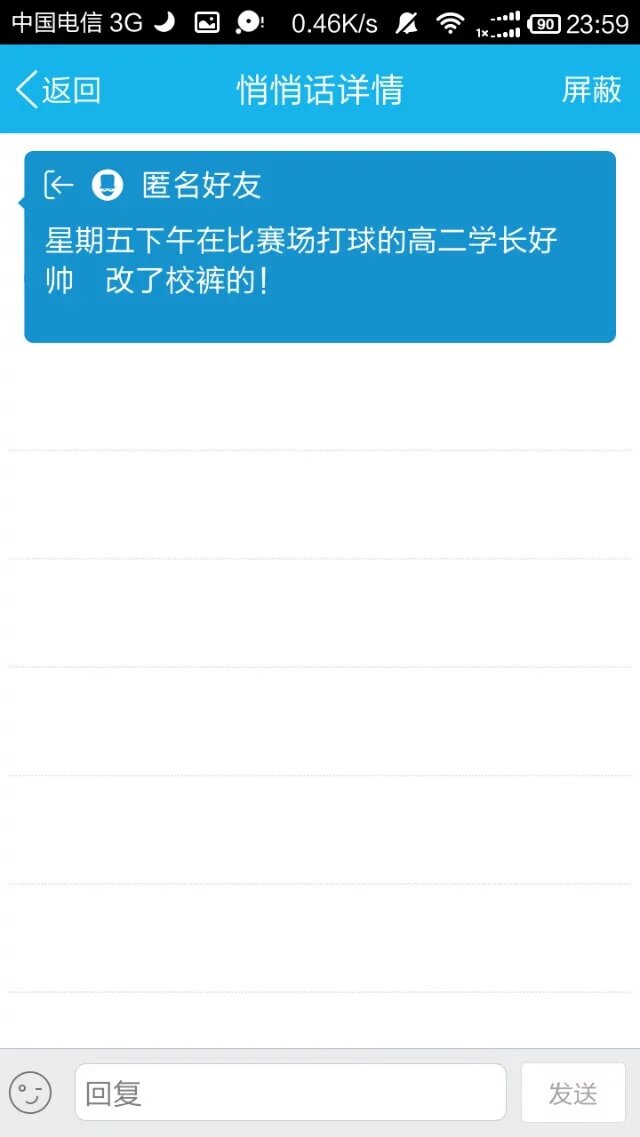 中国电信 3G 0.46K/s 1x 90 23:59
返回 悄悄话详情 屏蔽
匿名好友
星期五下午在比赛场打球的高二学长好
帅 改了校裤的！
回复 发送